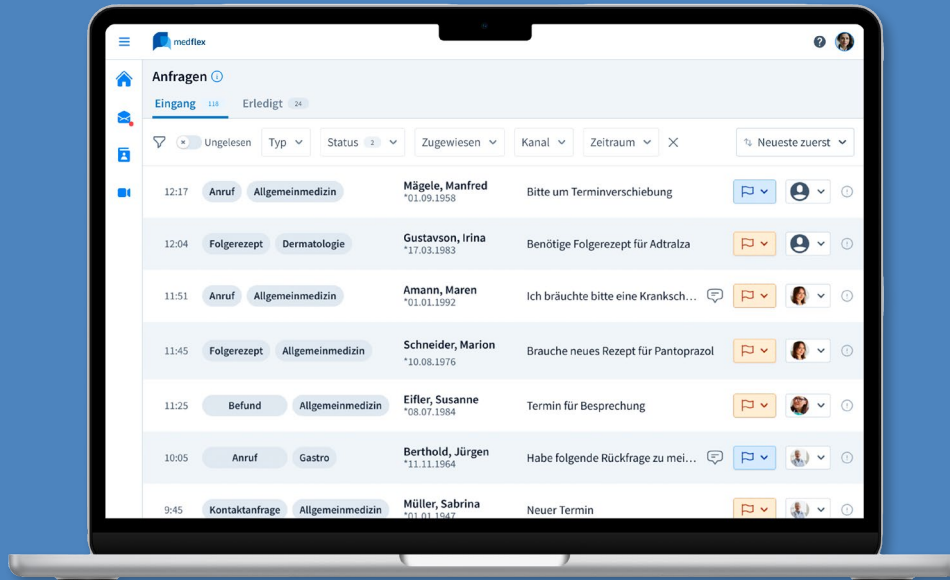 medflex
Anfragen
Eingang 118 Erledigt 24
Ungelesen Typ Status 2 Zugewiesen Kanal Zeitraum Neueste zuerst
12:17 Anruf Allgemeinmedizin Mägele, Manfred Bitte um Terminverschiebung
*01.09.1958
12:04 Folgerezept Dermatologie Gustavson, Irina Benötige Folgerezept für Adtralza
*17.03.1983
11:51 Anruf Allgemeinmedizin Amann, Maren Ich bräuchte bitte eine Kranksch...
*01.01.1992
11:45 Folgerezept Allgemeinmedizin Schneider, Marion Brauche neues Rezept für Pantoprazol
*10.08.1976
11:25 Befund Allgemeinmedizin Eifler, Susanne Termin für Besprechung
*08.07.1984
10:05 Anruf Gastro Berthold, Jürgen Habe folgende Rückfrage zu mei...
*11.11.1964
9:45 Kontaktanfrage Allgemeinmedizin Müller, Sabrina Neuer Termin
*01.01.1947